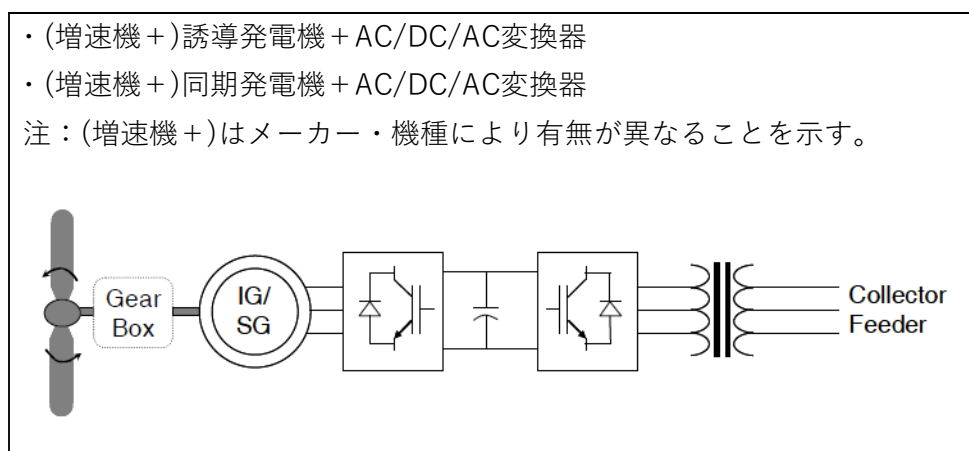 ・(増速機＋)誘導発電機＋AC/DC/AC変換器
・(増速機＋)同期発電機＋AC/DC/AC変換器
注：(増速機＋)はメーカー・機種により有無が異なることを示す。
Gear
Box
IG/
SG
Collector
Feeder